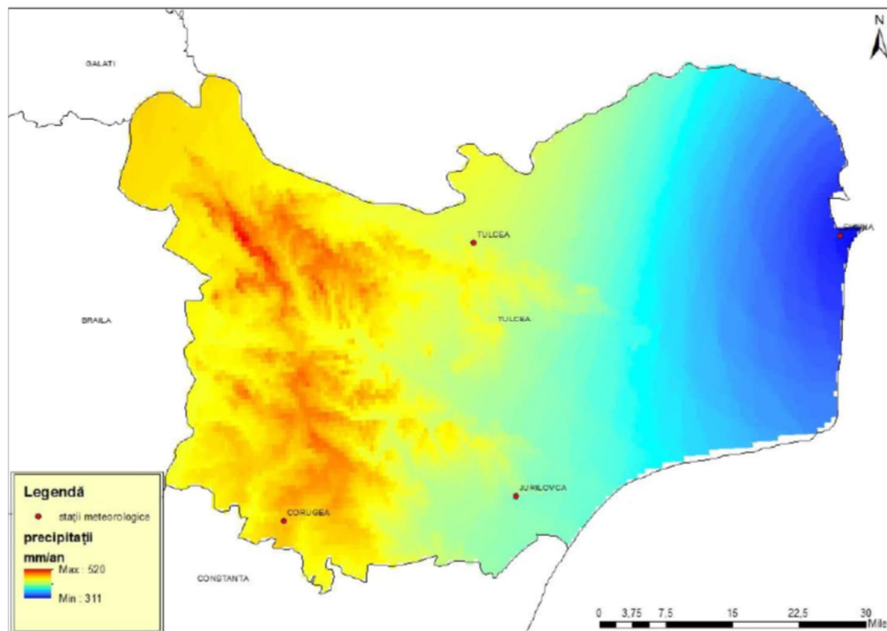 N
GALATI
TULCEA
BRAILA
TULCEA
JURILOVCA
CORUGEA
CONSTANTA
Legendă
stații meteorologice
precipitații
mm/an
Max : 520
Min : 311
0 3,75 7,5 15 22,5 30
Mile